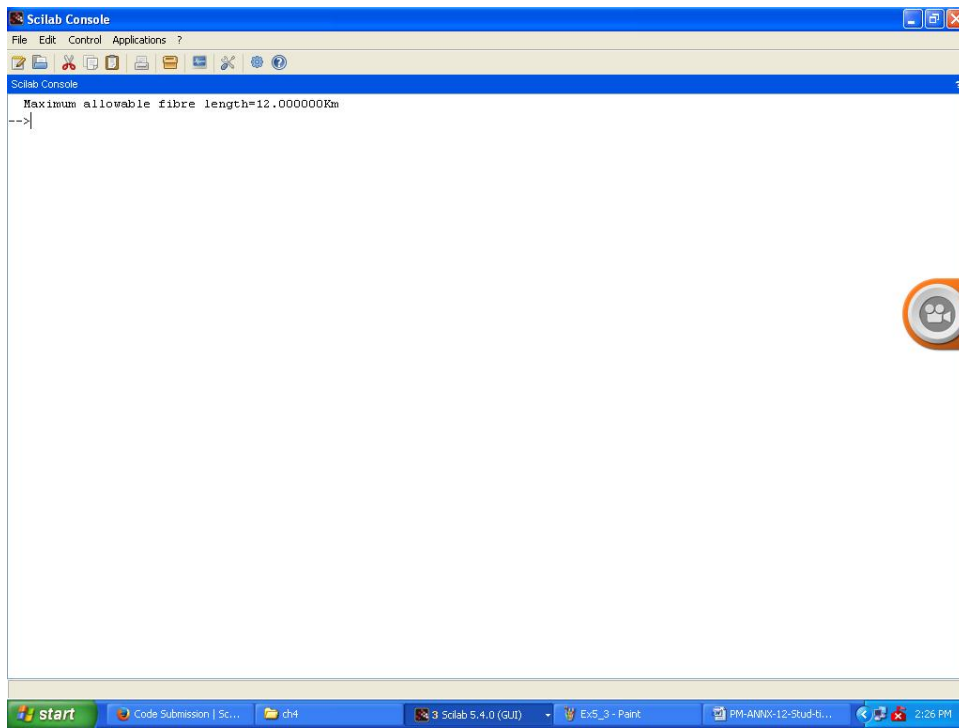 Scilab Console
File Edit Control Applications ?
Scilab Console ?
Maximum allowable fibre length=12.000000Km
-->
start Code Submission | Sc... ch4 3 Scilab 5.4.0 (GUI) Ex5_3 - Paint PM-ANNX-12-Stud-ti... 2:26 PM